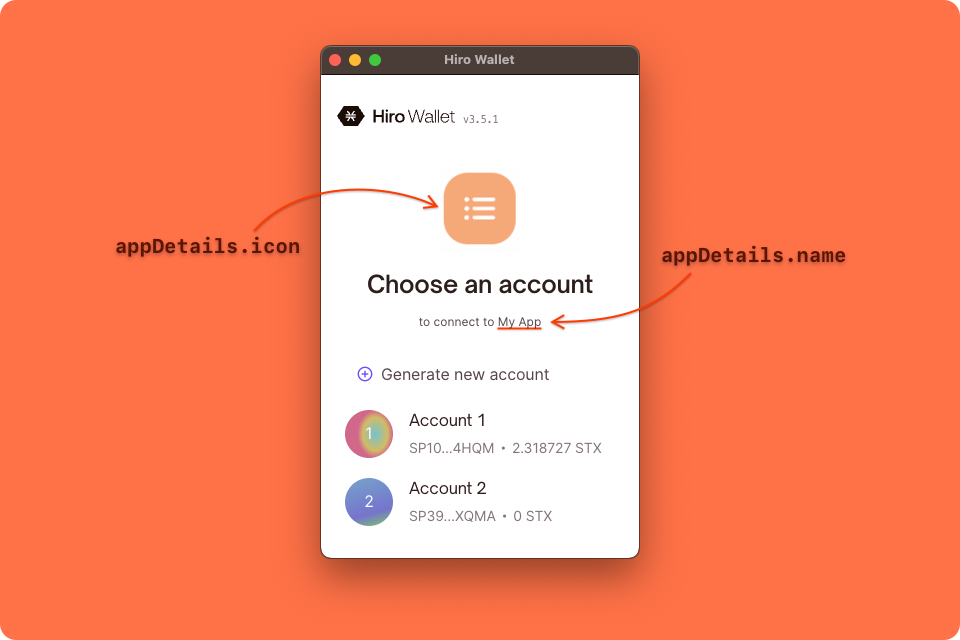 Hiro Wallet
Hiro Wallet v3.5.1
appDetails.icon
appDetails.name
Choose an account
to connect to My App
Generate new account
1
Account 1
SP10...4HQM • 2.318727 STX
2
Account 2
SP39...XQMA • 0 STX